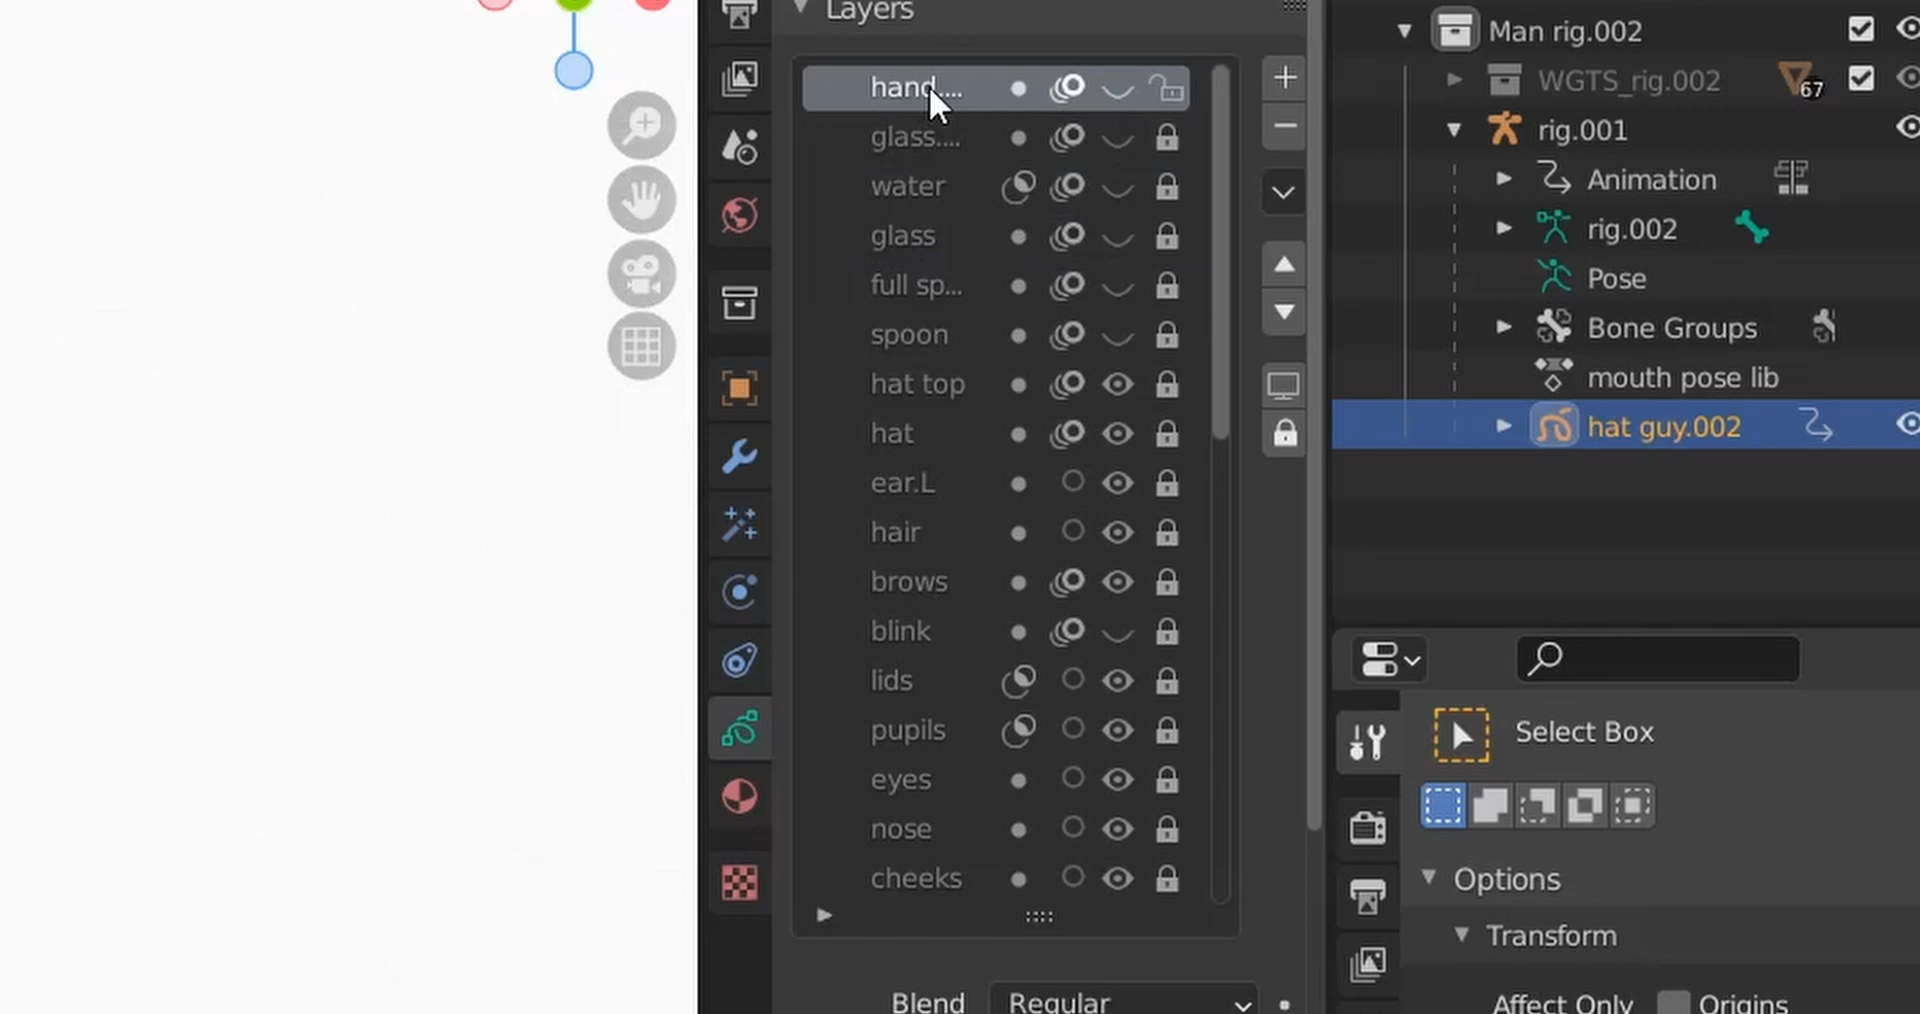 Layers
hand....
glass....
water
glass
full sp...
spoon
hat top
hat
ear.L
hair
brows
blink
lids
pupils
eyes
nose
cheeks
Blend Regular
Man rig.002
WGTS_rig.002 67
rig.001
Animation
rig.002
Pose
Bone Groups
mouth pose lib
hat guy.002
Select Box
Options
Transform
Affect Only Origins